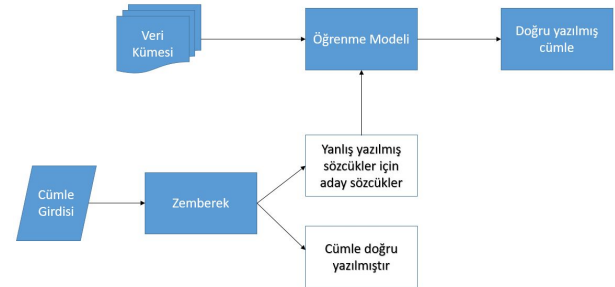 Veri
Kümesi
Öğrenme Modeli
Doğru yazılmış
cümle
Yanlış yazılmış
sözcükler için
aday sözcükler
Cümle
Girdisi
Zemberek
Cümle doğru
yazılmıştır